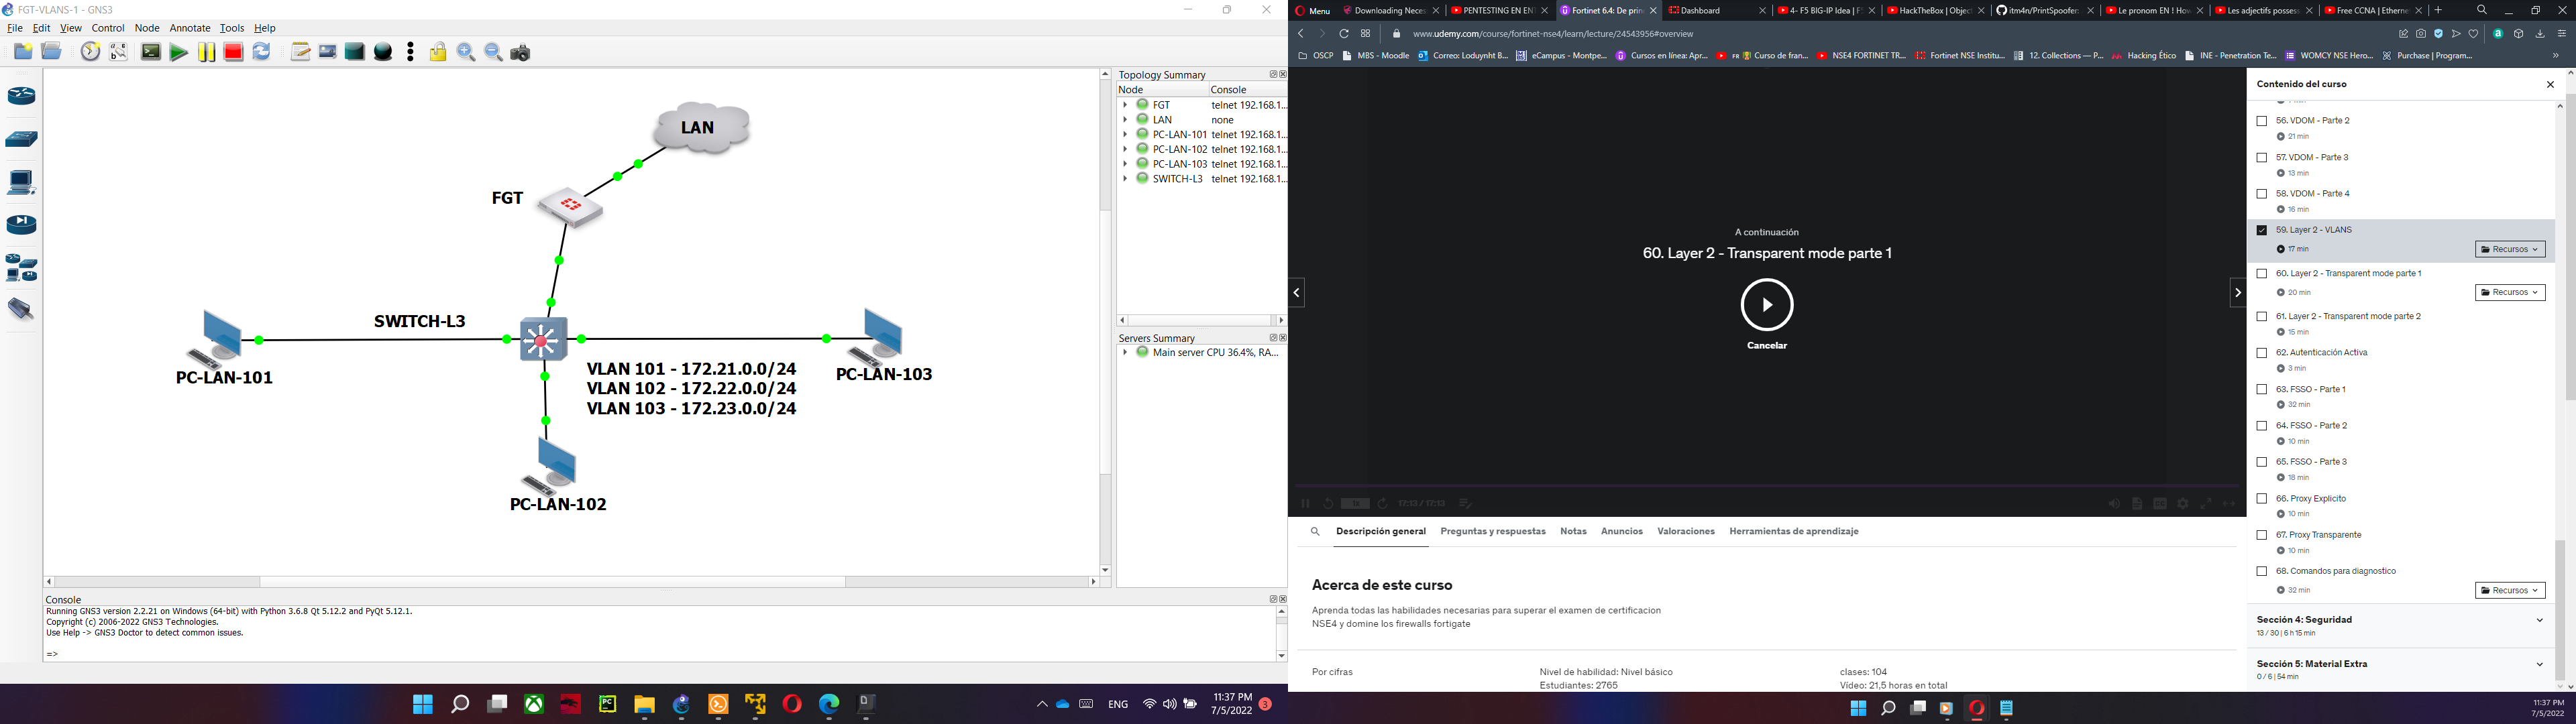 FGT-VLANS-1 - GNS3
File Edit View Control Node Annotate Tools Help
LAN
FGT
SWITCH-L3
PC-LAN-101
VLAN 101 - 172.21.0.0/24
VLAN 102 - 172.22.0.0/24
VLAN 103 - 172.23.0.0/24
PC-LAN-103
PC-LAN-102
Topology Summary
Node Console
FGT telnet 192.168.1...
LAN none
PC-LAN-101 telnet 192.168.1...
PC-LAN-102 telnet 192.168.1...
PC-LAN-103 telnet 192.168.1...
SWITCH-L3 telnet 192.168.1...
Servers Summary
Main server CPU 36.4%, RA...
Console
Running GNS3 version 2.2.21 on Windows (64-bit) with Python 3.6.8 Qt 5.12.2 and PyQt 5.12.1.
Copyright (c) 2006-2022 GNS3 Technologies.
Use Help -> GNS3 Doctor to detect common issues.
=>
ENG
11:37 PM
7/5/2022
3
Menu
Downloading Neces
PENTESTING EN EN
Fortinet 6.4: De prin
Dashboard
4- F5 BIG-IP Idea | F
HackTheBox | Object
itm4n/PrintSpoofer:
Le pronom EN ! How
Les adjectifs possess
Free CCNA | Etherne
www.udemy.com/course/fortinet-nse4/learn/lecture/24543956#overview
OSCP
MBS - Moodle
Correo: Loduynht B...
eCampus - Montpe...
Cursos en línea: Apr...
FR
Curso de fran...
NSE4 FORTINET TR...
Fortinet NSE Institu...
12. Collections — P...
Hacking Ético
INE - Penetration Te...
WOMCY NSE Hero...
Purchase | Program...
A continuación
60. Layer 2 - Transparent mode parte 1
Cancelar
Contenido del curso
56. VDOM - Parte 2
21 min
57. VDOM - Parte 3
13 min
58. VDOM - Parte 4
16 min
59. Layer 2 - VLANS
17 min
Recursos
60. Layer 2 - Transparent mode parte 1
20 min
Recursos
61. Layer 2 - Transparent mode parte 2
15 min
62. Autenticación Activa
3 min
63. FSSO - Parte 1
32 min
64. FSSO - Parte 2
10 min
65. FSSO - Parte 3
18 min
66. Proxy Explicito
10 min
67. Proxy Transparente
10 min
68. Comandos para diagnostico
32 min
Recursos
Sección 4: Seguridad
13 / 30 | 6 h 15 min
Sección 5: Material Extra
0 / 6 | 54 min
Descripción general Preguntas y respuestas Notas Anuncios Valoraciones Herramientas de aprendizaje
Acerca de este curso
Aprenda todas las habilidades necesarias para superar el examen de certificacion
NSE4 y domine los firewalls fortigate
Por cifras
Nivel de habilidad: Nivel básico
Estudiantes: 2765
clases: 104
Vídeo: 21,5 horas en total
11:37 PM
7/5/2022